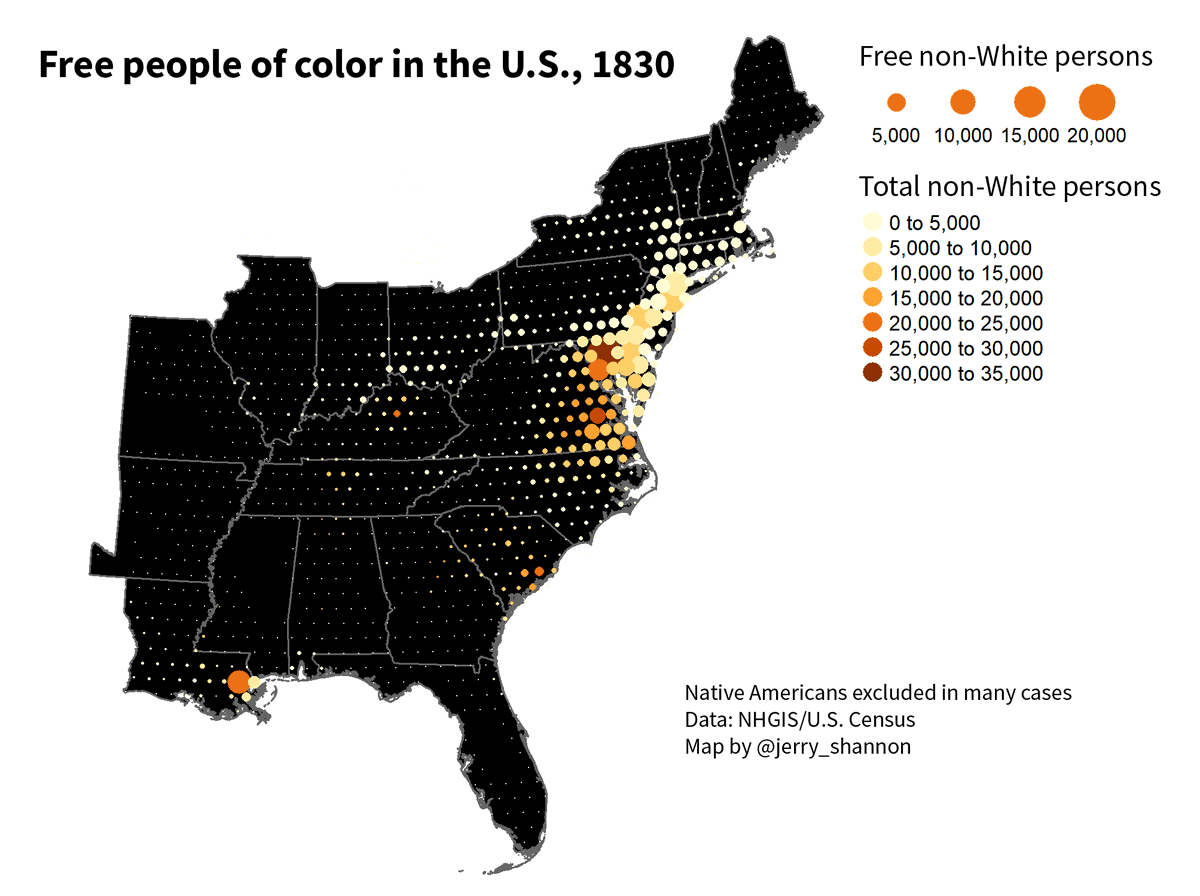 Free people of color in the U.S., 1830
Free non-White persons
5,000 10,000 15,000 20,000
Total non-White persons
0 to 5,000
5,000 to 10,000
10,000 to 15,000
15,000 to 20,000
20,000 to 25,000
25,000 to 30,000
30,000 to 35,000
Native Americans excluded in many cases
Data: NHGIS/U.S. Census
Map by @jerry_shannon